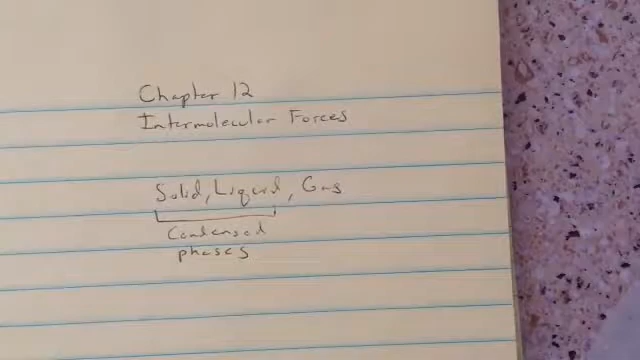 Chapter 12
Intermolecular Forces
Solid, Liquid, Gas
Condensed
phases